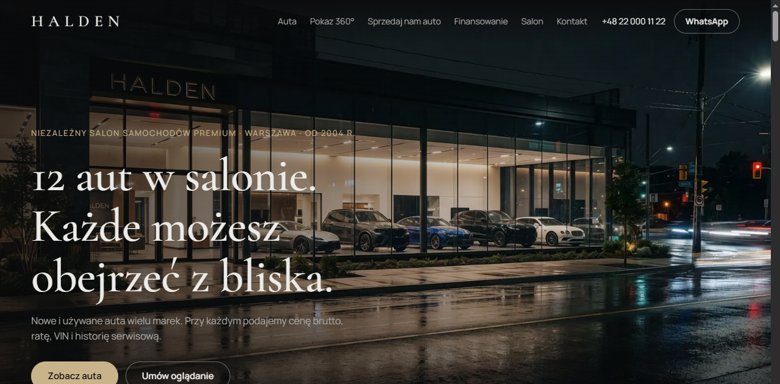 HALDEN
Auta Pokaz 360° Sprzedaj nam auto Finansowanie Salon Kontakt +48 22 000 11 22 WhatsApp
HALDEN
NIEZALEŻNY SALON SAMOCHODÓW PREMIUM · WARSZAWA · OD 2004 R.
12 aut w salonie.
Każde możesz
obejrzeć z bliska.
Nowe i używane auta wielu marek. Przy każdym podajemy cenę brutto,
ratę, VIN i historię serwisową.
Zobacz auta Umów oglądanie